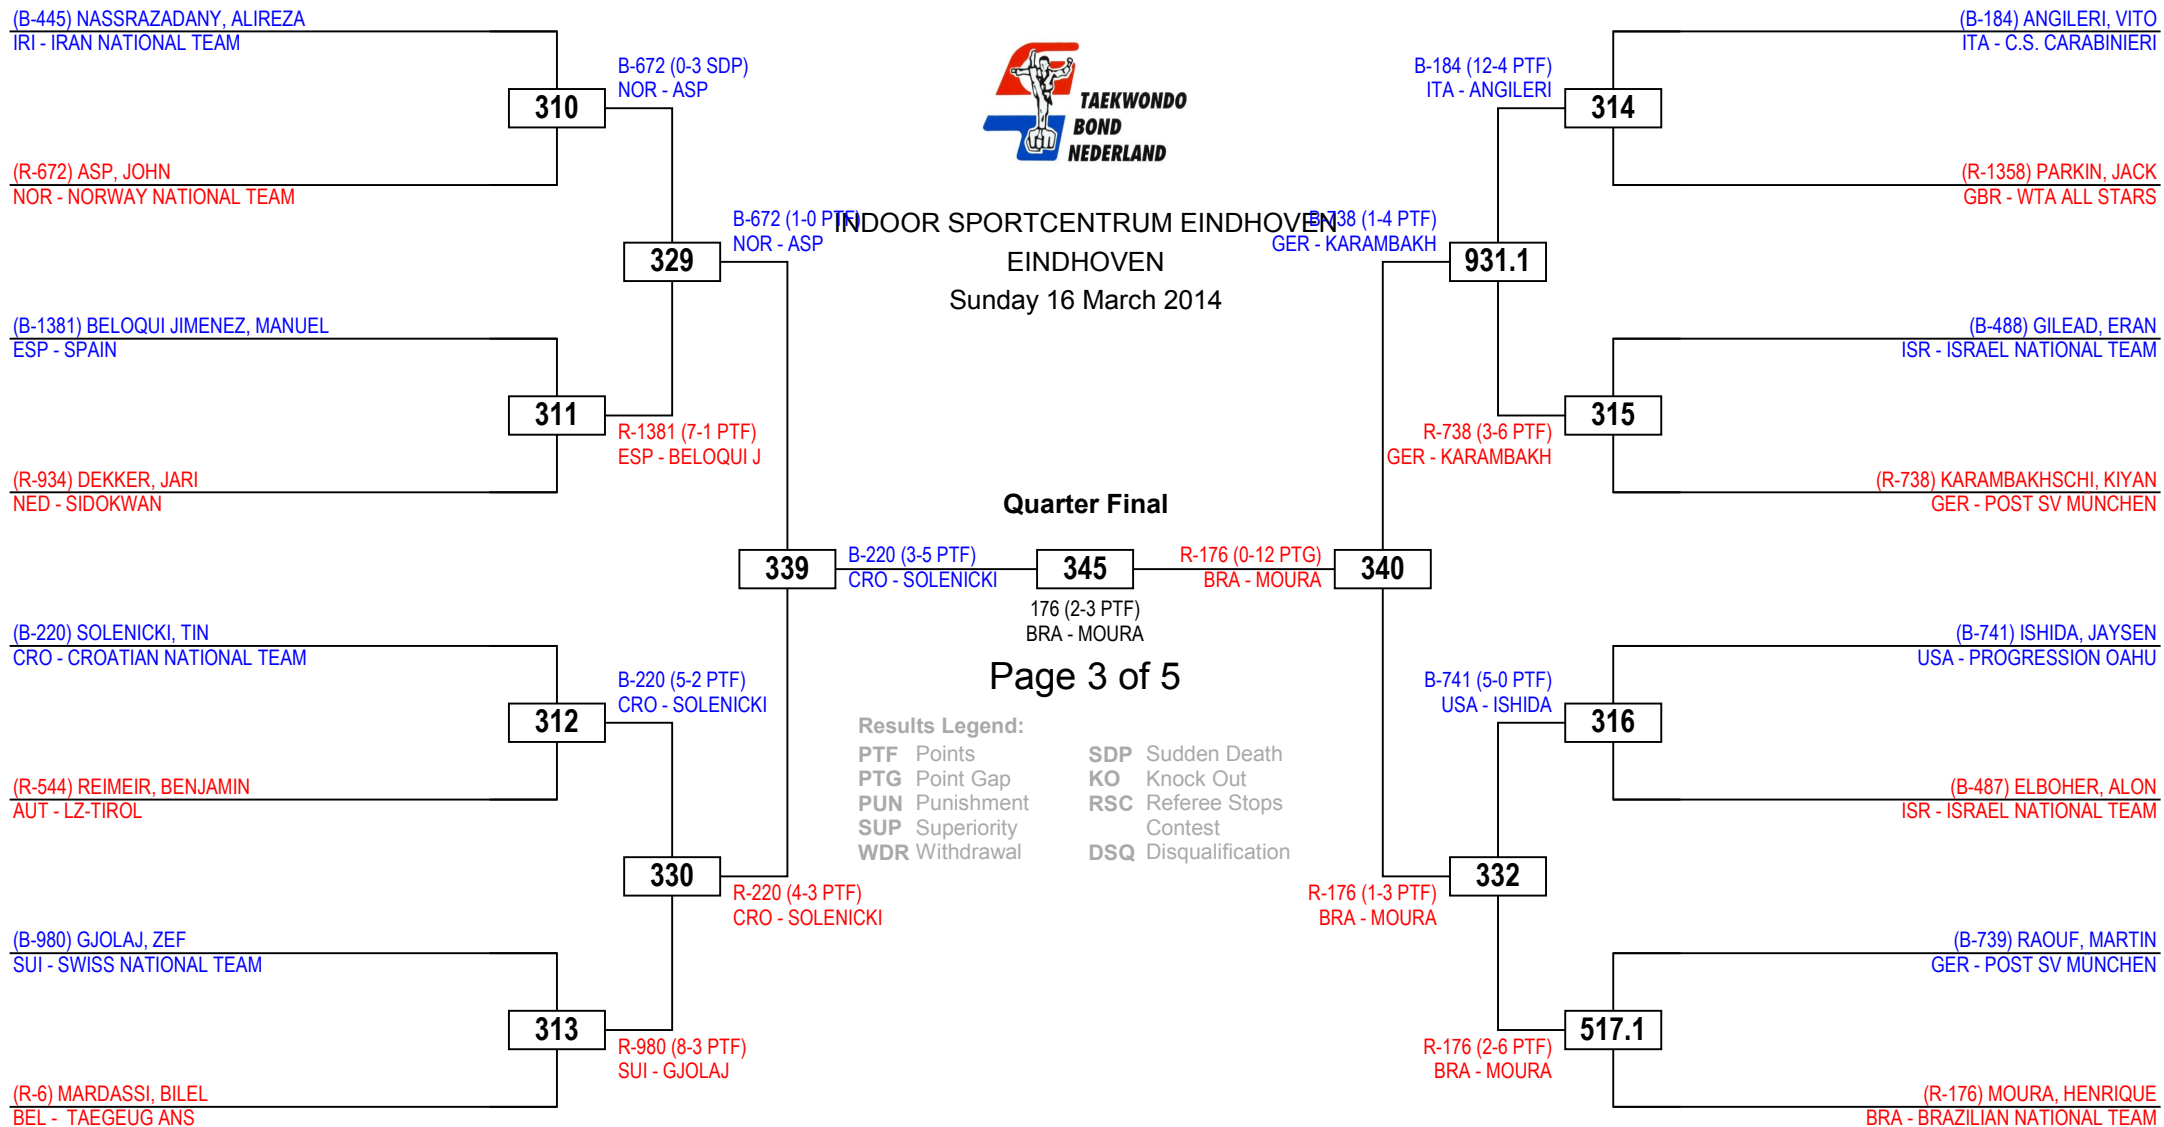 (B-445) NASSRAZADANY, ALIREZA
IRI - IRAN NATIONAL TEAM
310
(R-672) ASP, JOHN
NOR - NORWAY NATIONAL TEAM
B-672 (0-3 SDP)
NOR - ASP
329
(B-1381) BELOQUI JIMENEZ, MANUEL
ESP - SPAIN
311
(R-934) DEKKER, JARI
NED - SIDOKWAN
R-1381 (7-1 PTF)
ESP - BELOQUI J
B-672 (1-0 PTF)
NOR - ASP
339
(B-220) SOLENICKI, TIN
CRO - CROATIAN NATIONAL TEAM
312
(R-544) REIMEIR, BENJAMIN
AUT - LZ-TIROL
B-220 (5-2 PTF)
CRO - SOLENICKI
330
(B-980) GJOLAJ, ZEF
SUI - SWISS NATIONAL TEAM
313
(R-6) MARDASSI, BILEL
BEL -  TAEGEUG ANS
R-980 (8-3 PTF)
SUI - GJOLAJ
R-220 (4-3 PTF)
CRO - SOLENICKI
TAEKWONDO
BOND
NEDERLAND
INDOOR SPORTCENTRUM EINDHOVEN
EINDHOVEN
Sunday 16 March 2014
Quarter Final
B-220 (3-5 PTF)
CRO - SOLENICKI
345
R-176 (0-12 PTG)
BRA - MOURA
176 (2-3 PTF)
BRA - MOURA
Page 3 of 5
Results Legend:
PTF Points
PTG Point Gap
PUN Punishment
SUP Superiority
WDR Withdrawal
SDP Sudden Death
KO Knock Out
RSC Referee Stops
Contest
DSQ Disqualification
(B-184) ANGILERI, VITO
ITA - C.S. CARABINIERI
314
(R-1358) PARKIN, JACK
GBR - WTA ALL STARS
B-184 (12-4 PTF)
ITA - ANGILERI
931.1
(B-488) GILEAD, ERAN
ISR - ISRAEL NATIONAL TEAM
315
(R-738) KARAMBAKHSCHI, KIYAN
GER - POST SV MÜNCHEN
R-738 (3-6 PTF)
GER - KARAMBAKH
B-738 (1-4 PTF)
GER - KARAMBAKH
340
(B-741) ISHIDA, JAYSEN
USA - PROGRESSION OAHU
316
(B-487) ELBOHER, ALON
ISR - ISRAEL NATIONAL TEAM
B-741 (5-0 PTF)
USA - ISHIDA
332
(B-739) RAOUF, MARTIN
GER - POST SV MÜNCHEN
517.1
(R-176) MOURA, HENRIQUE
BRA - BRAZILIAN NATIONAL TEAM
R-176 (2-6 PTF)
BRA - MOURA
R-176 (1-3 PTF)
BRA - MOURA